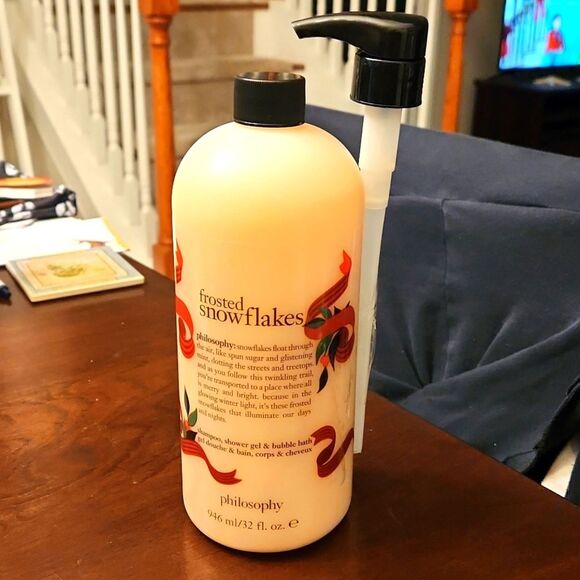 frosted
snowflakes
philosophy: snowflakes float through
the air, like spun sugar and glistening
mint, dotting the streets and treetops,
and as you follow this twinkling trail,
you're transported to a place where all
is merry and bright. because in the
glowing winter light, it's these frosted
snowflakes that illuminate our days
and nights.
shampoo, shower gel & bubble bath
gel douche & bain, corps & cheveux
philosophy
946 ml/32 fl. oz. e